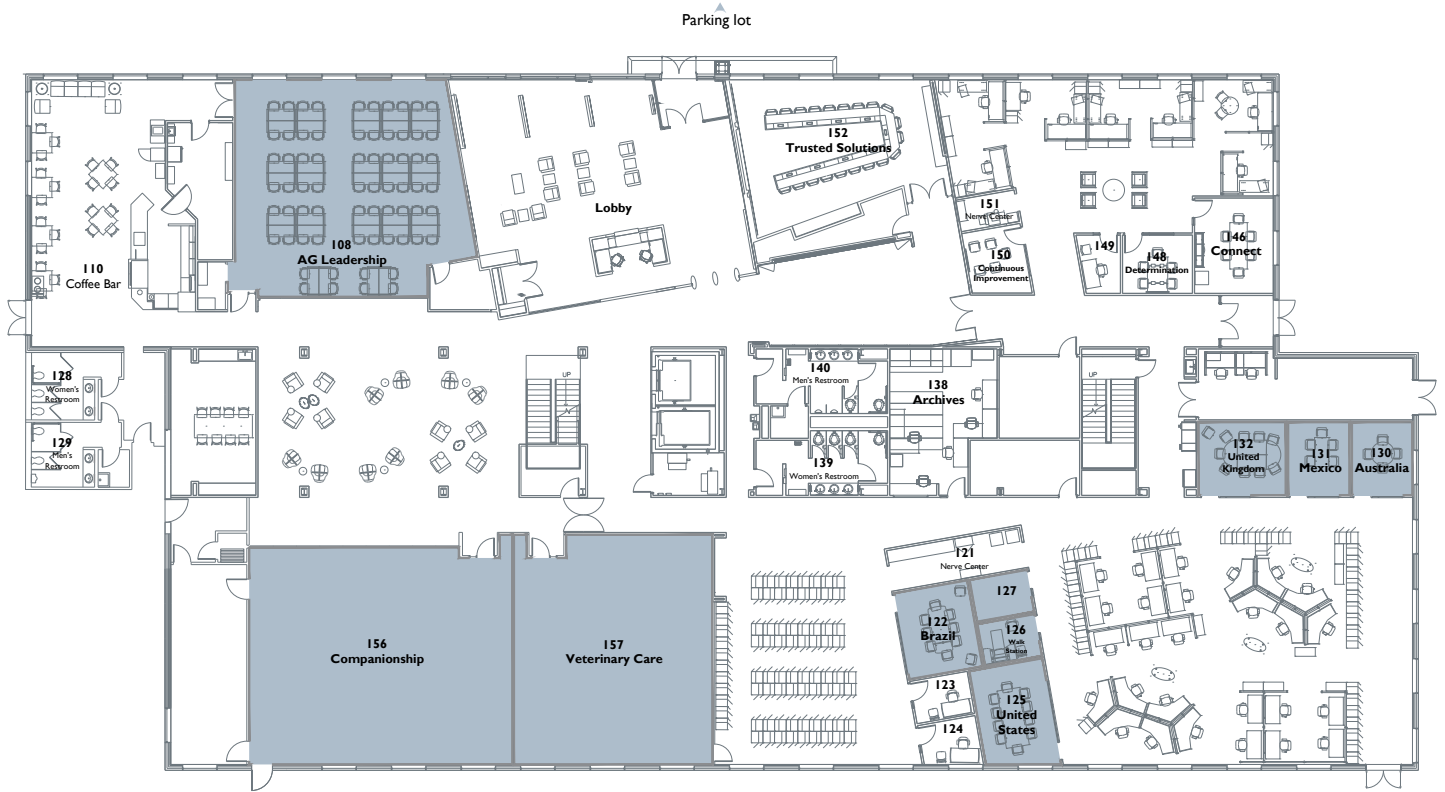 Parking lot
152
Trusted Solutions
Lobby
151
Nerve Center
108
AG Leadership
110
Coffee Bar
150
Continuous
Improvement
149
148
Determination
146
Connect
128
Women's
Restroom
129
Men's
Restroom
UP
140
Men's Restroom
139
Women's Restroom
138
Archives
UP
132
United
Kingdom
131
Mexico
130
Australia
121
Nerve Center
127
122
Brazil
126
Walk
Station
156
Companionship
157
Veterinary Care
123
124
125
United
States